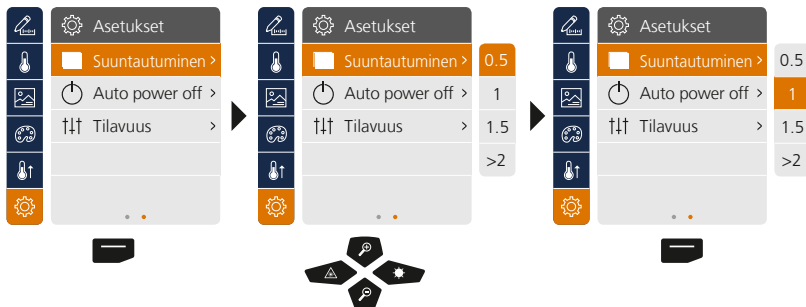 Asetukset
Suuntautuminen >
Auto power off >
Tilavuus >
Asetukset
Suuntautuminen >
Auto power off >
Tilavuus >
0.5
1
1.5
>2
Asetukset
Suuntautuminen >
Auto power off >
Tilavuus >
0.5
1
1.5
>2